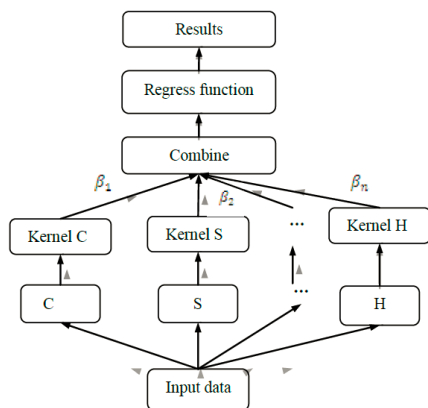 Results
Regress function
Combine
β₁
β₂
βₙ
Kernel C
Kernel S
...
Kernel H
C
S
...
H
Input data